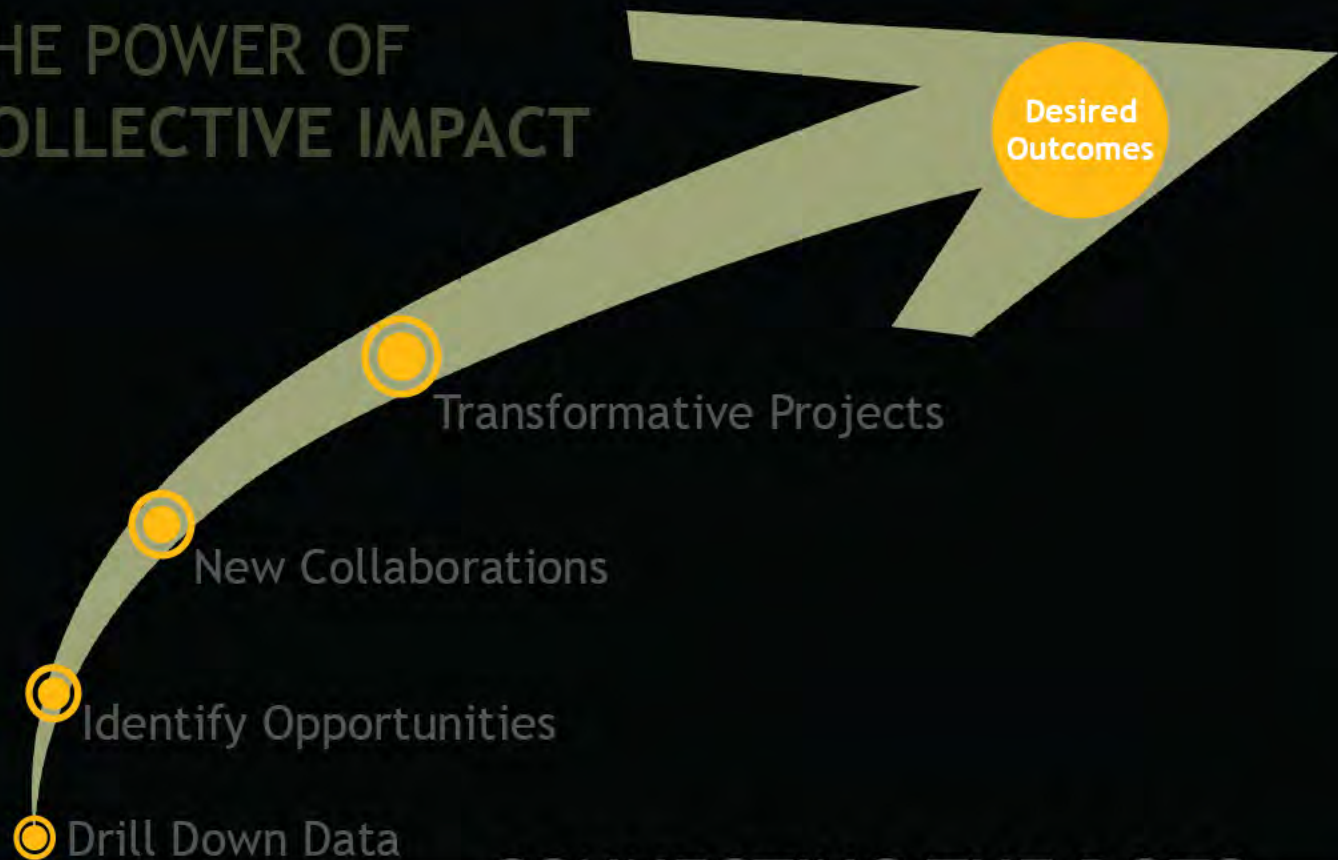 HE POWER OF
OLLECTIVE IMPACT
Desired
Outcomes
Transformative Projects
New Collaborations
Identify Opportunities
Drill Down Data